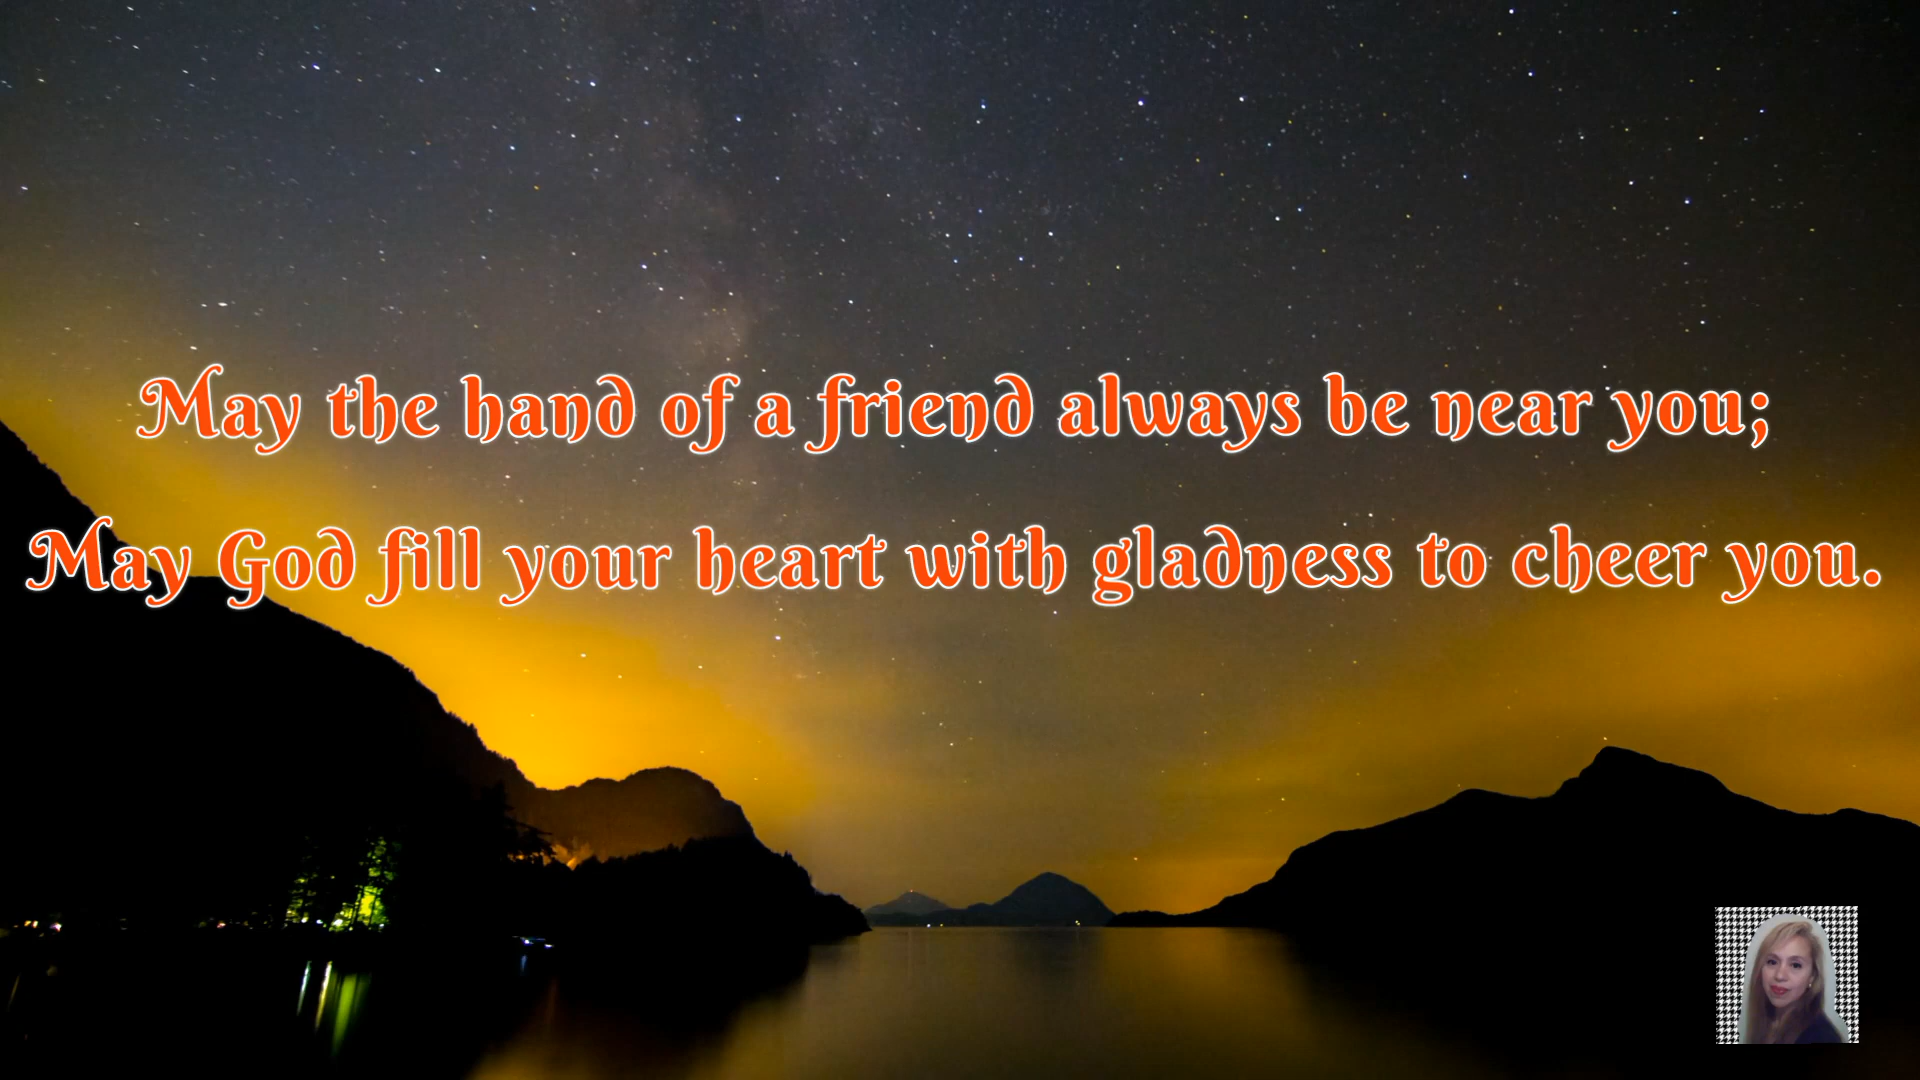 May the hand of a friend always be near you;
May God fill your heart with gladness to cheer you.